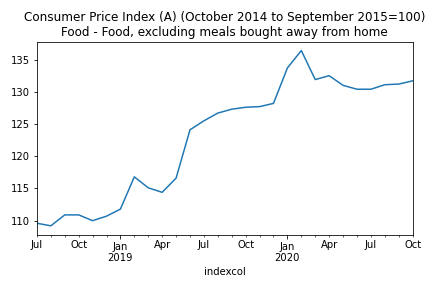 Consumer Price Index (A) (October 2014 to September 2015=100)
Food - Food, excluding meals bought away from home
135
130
125
120
115
110
Jul Oct Jan Apr Jul Oct Jan Apr Jul Oct
2019 2020
indexcol